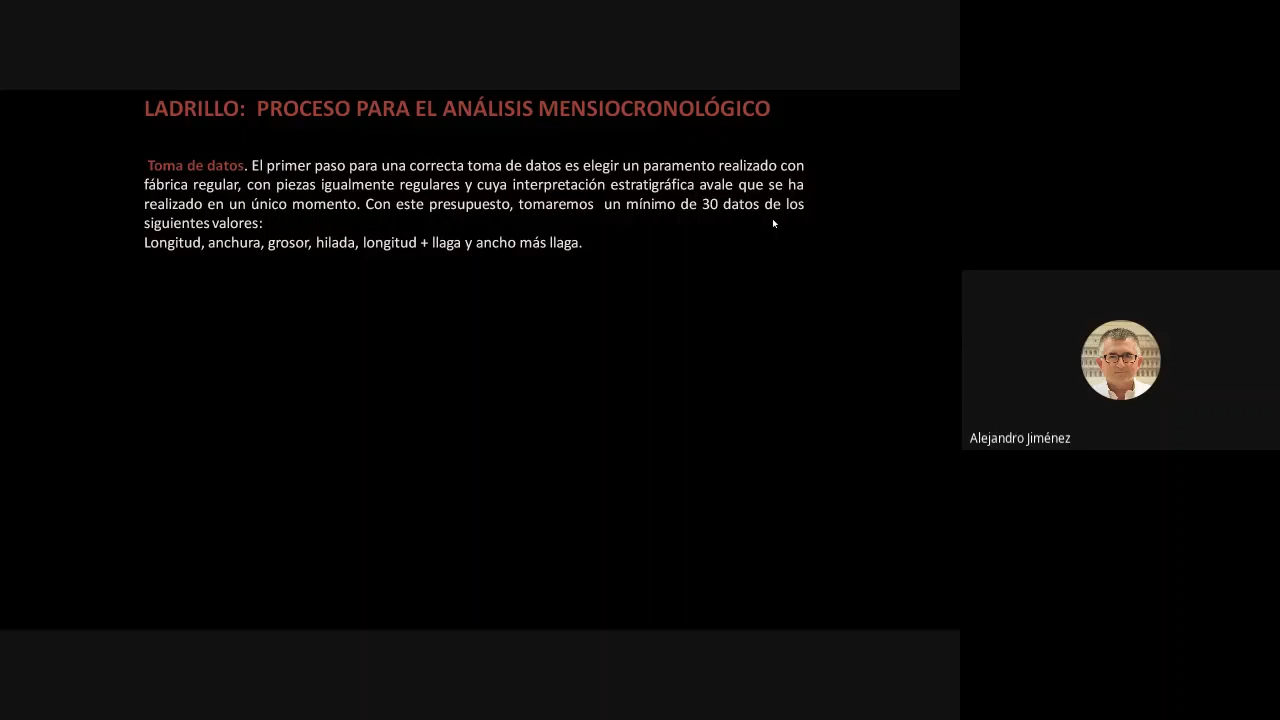 LADRILLO: PROCESO PARA EL ANÁLISIS MENSIOCRONOLÓGICO
Toma de datos. El primer paso para una correcta toma de datos es elegir un paramento realizado con
fábrica regular, con piezas igualmente regulares y cuya interpretación estratigráfica avale que se ha
realizado en un único momento. Con este presupuesto, tomaremos un mínimo de 30 datos de los
siguientes valores:
Longitud, anchura, grosor, hilada, longitud + llaga y ancho más llaga.
Alejandro Jiménez